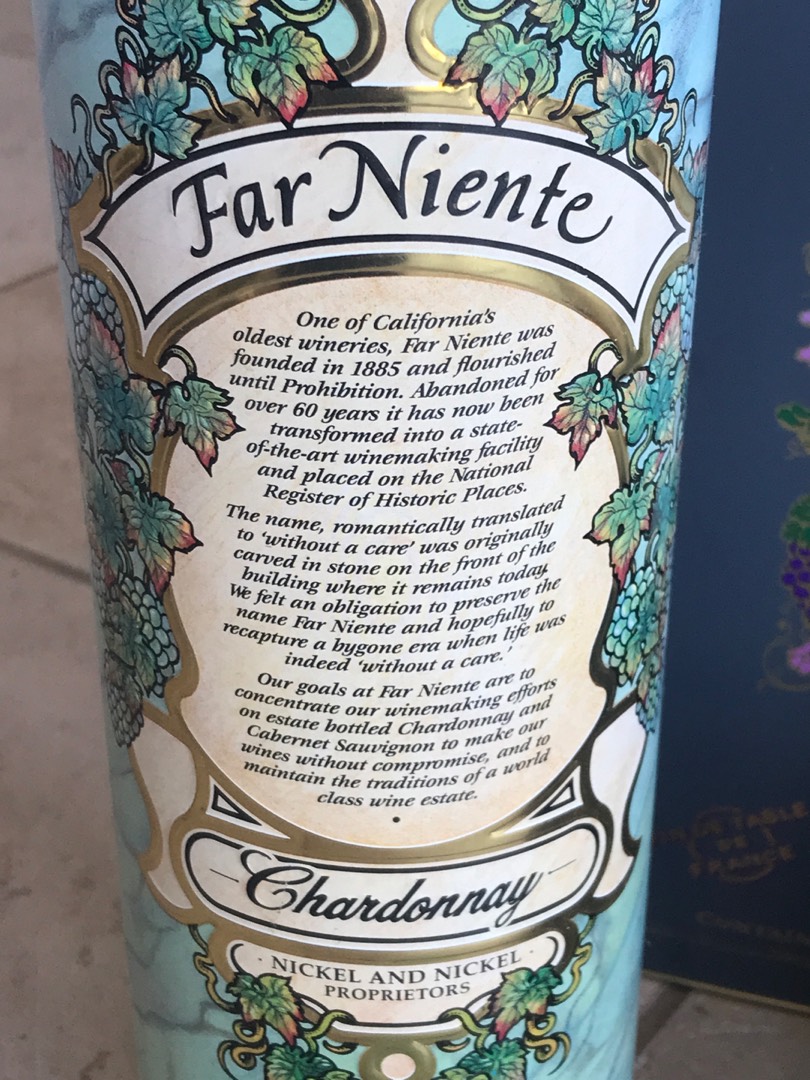 Far Niente
One of California's
oldest wineries, Far Niente was
founded in 1885 and flourished
until Prohibition. Abandoned for
over 60 years it has now been
transformed into a state-
of-the-art winemaking facility
and placed on the National
Register of Historic Places.
The name, romantically translated
to 'without a care' was originally
carved in stone on the front of the
building where it remains today.
We felt an obligation to preserve the
name Far Niente and hopefully to
recapture a bygone era when life was
indeed 'without a care.'
Our goals at Far Niente are to
concentrate our winemaking efforts
on estate bottled Chardonnay and
Cabernet Sauvignon to make our
wines without compromise, and to
maintain the traditions of a world
class wine estate.
Chardonnay
· NICKEL AND NICKEL ·
PROPRIETORS
DE
FRANCE